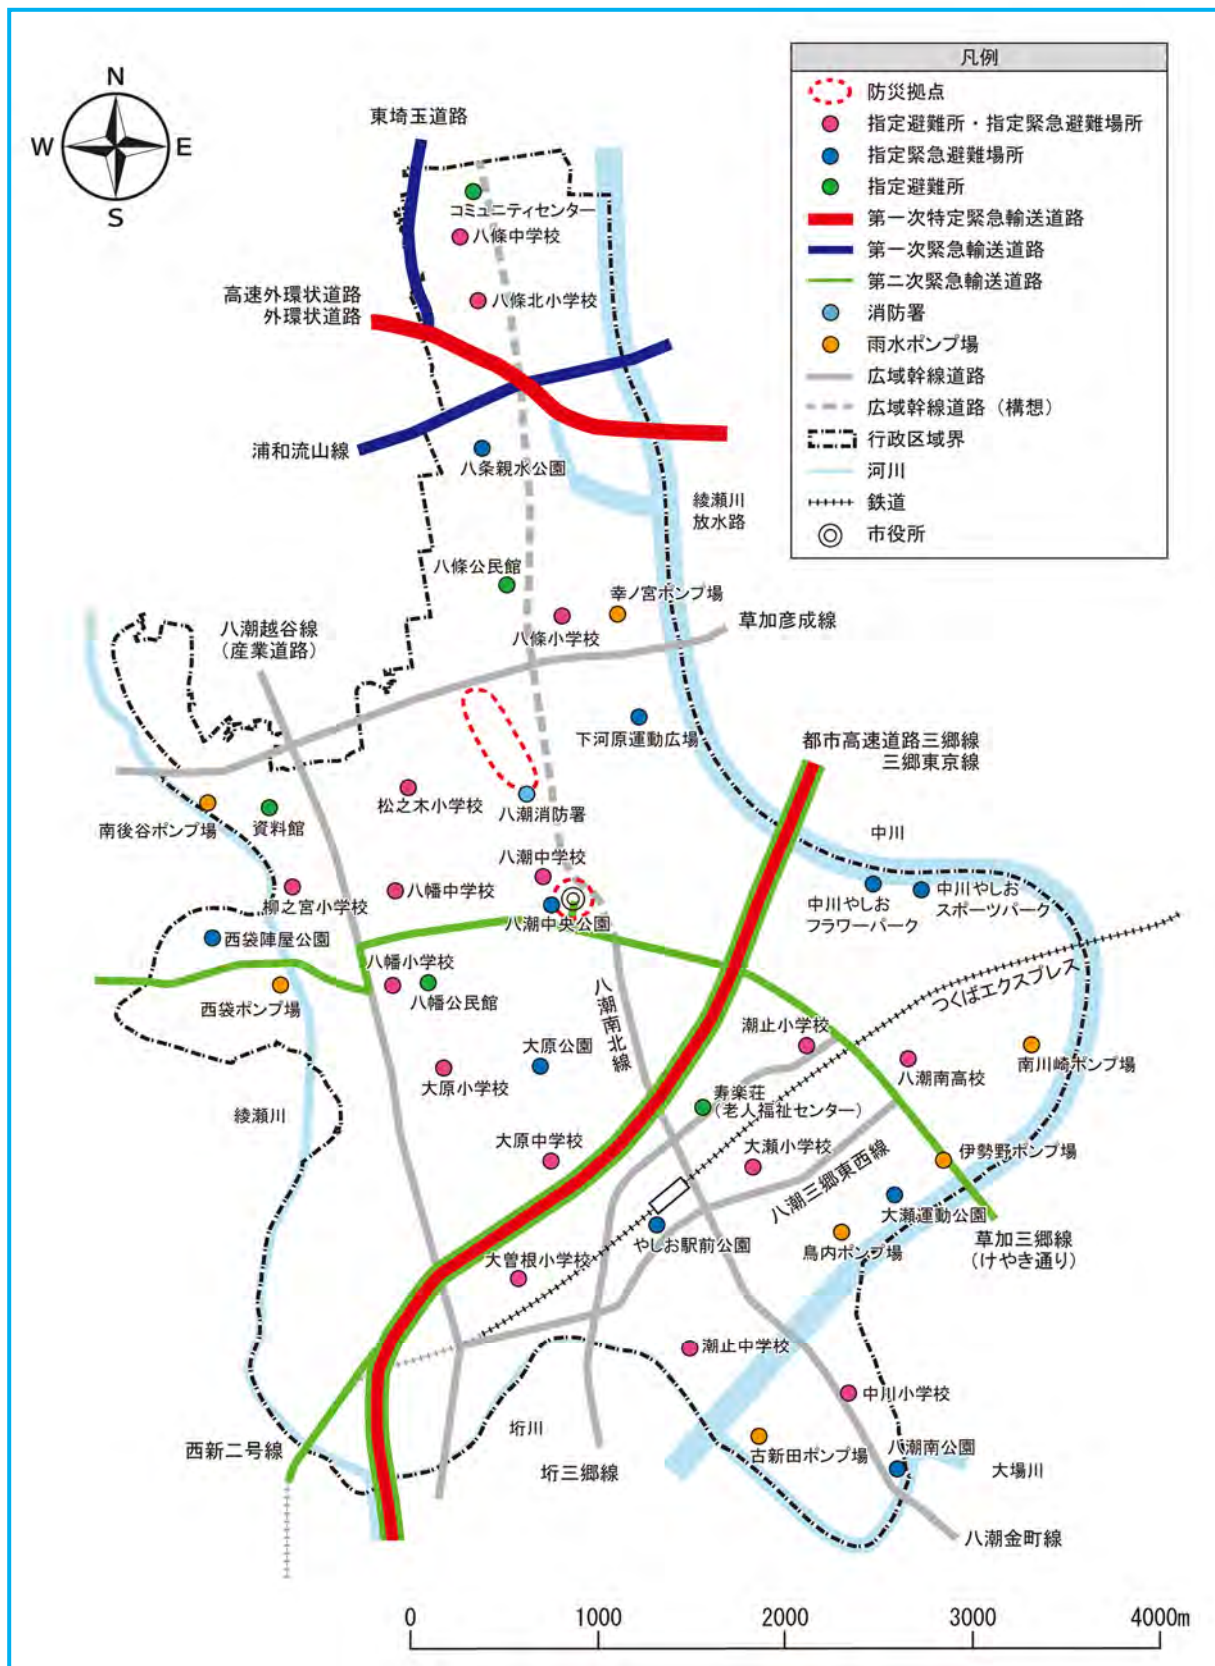 N
W
E
S
凡例
防災拠点
指定避難所・指定緊急避難場所
指定緊急避難場所
指定避難所
第一次特定緊急輸送道路
第一次緊急輸送道路
第二次緊急輸送道路
消防署
雨水ポンプ場
広域幹線道路
広域幹線道路（構想）
行政区域界
河川
鉄道
市役所
東埼玉道路
コミュニティセンター
八條中学校
高速外環状道路
外環状道路
八條北小学校
浦和流山線
八条親水公園
綾瀬川
放水路
八條公民館
幸ノ宮ポンプ場
八條小学校
草加彦成線
八潮越谷線
（産業道路）
下河原運動広場
都市高速道路三郷線
三郷東京線
松之木小学校
八潮消防署
南後谷ポンプ場
資料館
中川
八潮中学校
柳之宮小学校
八幡中学校
中川やしお
フラワーパーク
中川やしお
スポーツパーク
八潮中央公園
西袋陣屋公園
八幡小学校
八幡公民館
西袋ポンプ場
八潮南北線
つくばエクスプレス
潮止小学校
大原公園
大原小学校
八潮南高校
南川崎ポンプ場
寿楽荘
（老人福祉センター）
綾瀬川
大原中学校
大瀬小学校
伊勢野ポンプ場
八潮三郷東西線
大瀬運動公園
やしお駅前公園
鳥内ポンプ場
草加三郷線
（けやき通り）
大曽根小学校
潮止中学校
中川小学校
西新二号線
垳川
古新田ポンプ場
八潮南公園
垳三郷線
大場川
八潮金町線
0
1000
2000
3000
4000m